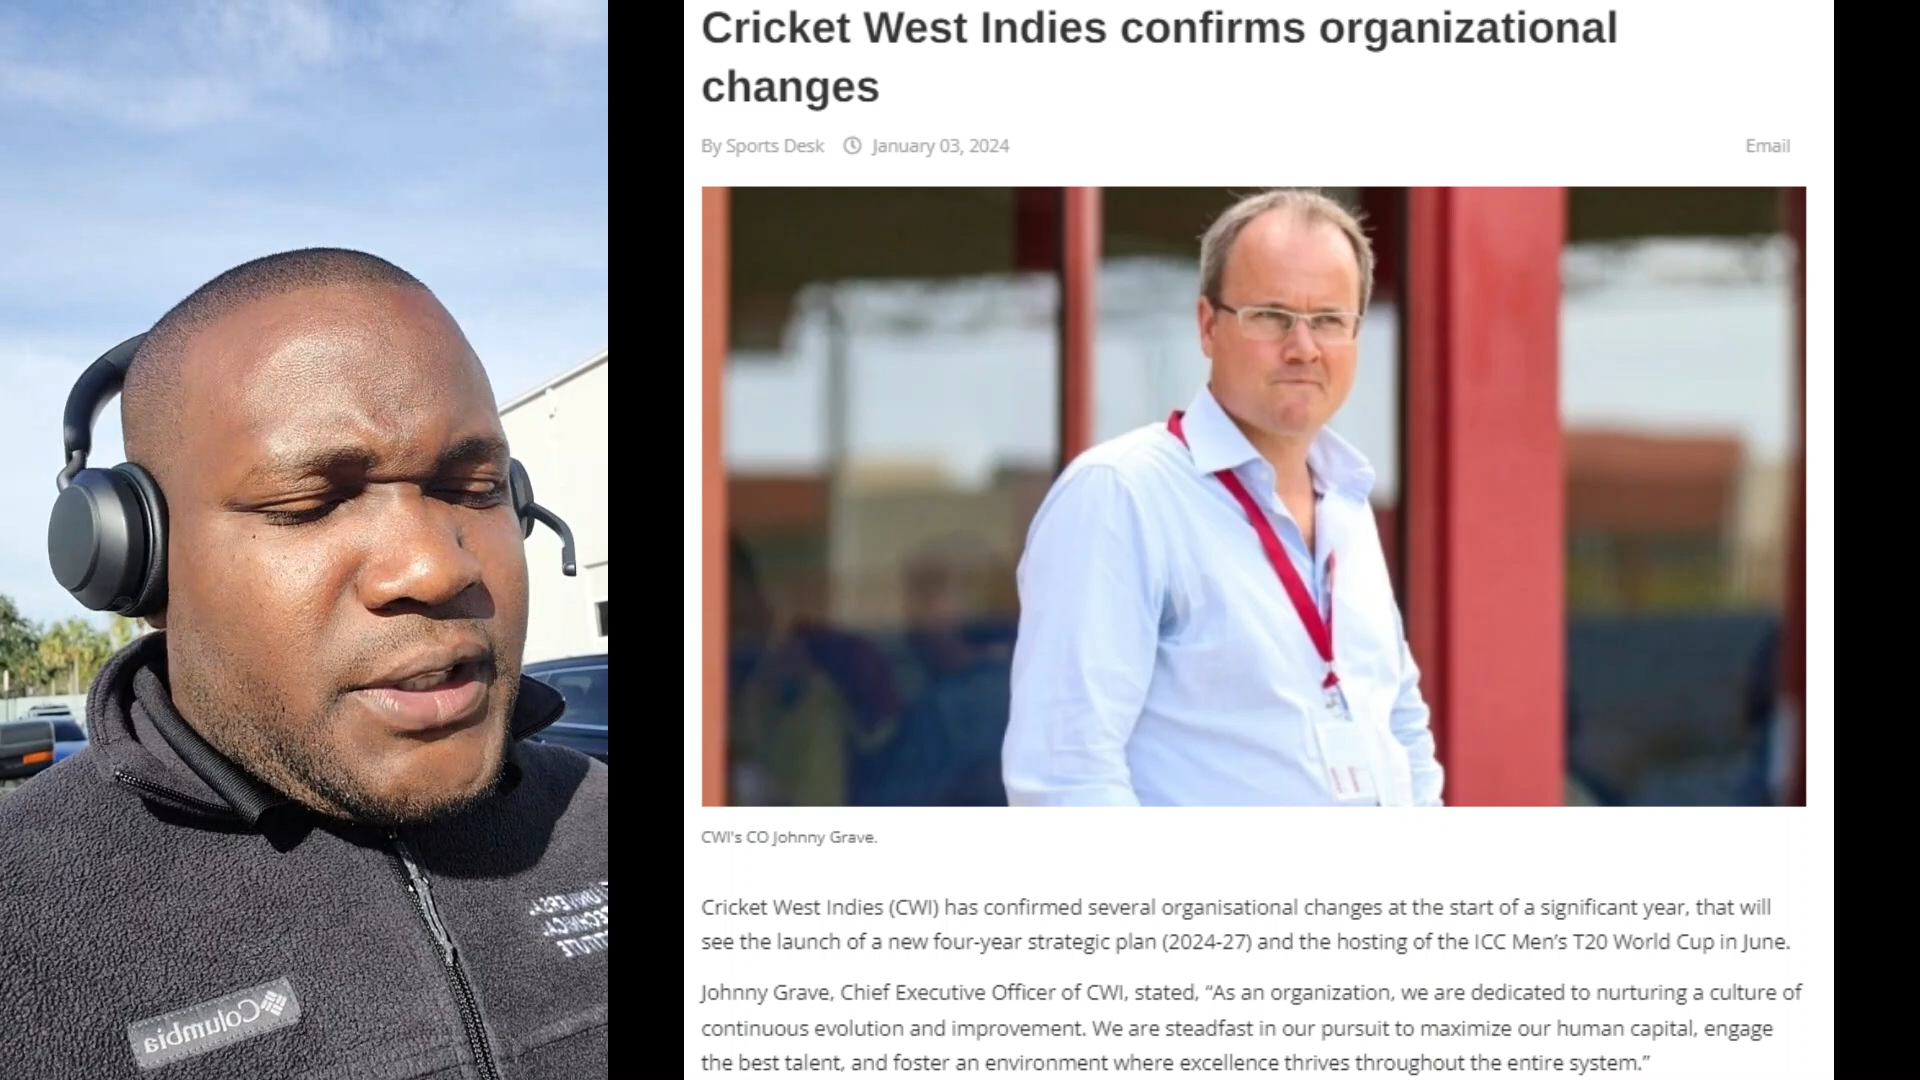 Cricket West Indies confirms organizational
changes
By Sports Desk January 03, 2024 Email
CWI's CO Johnny Grave.
Cricket West Indies (CWI) has confirmed several organisational changes at the start of a significant year, that will
see the launch of a new four-year strategic plan (2024-27) and the hosting of the ICC Men’s T20 World Cup in June.
Johnny Grave, Chief Executive Officer of CWI, stated, “As an organization, we are dedicated to nurturing a culture of
continuous evolution and improvement. We are steadfast in our pursuit to maximize our human capital, engage
the best talent, and foster an environment where excellence thrives throughout the entire system.”
Columbia